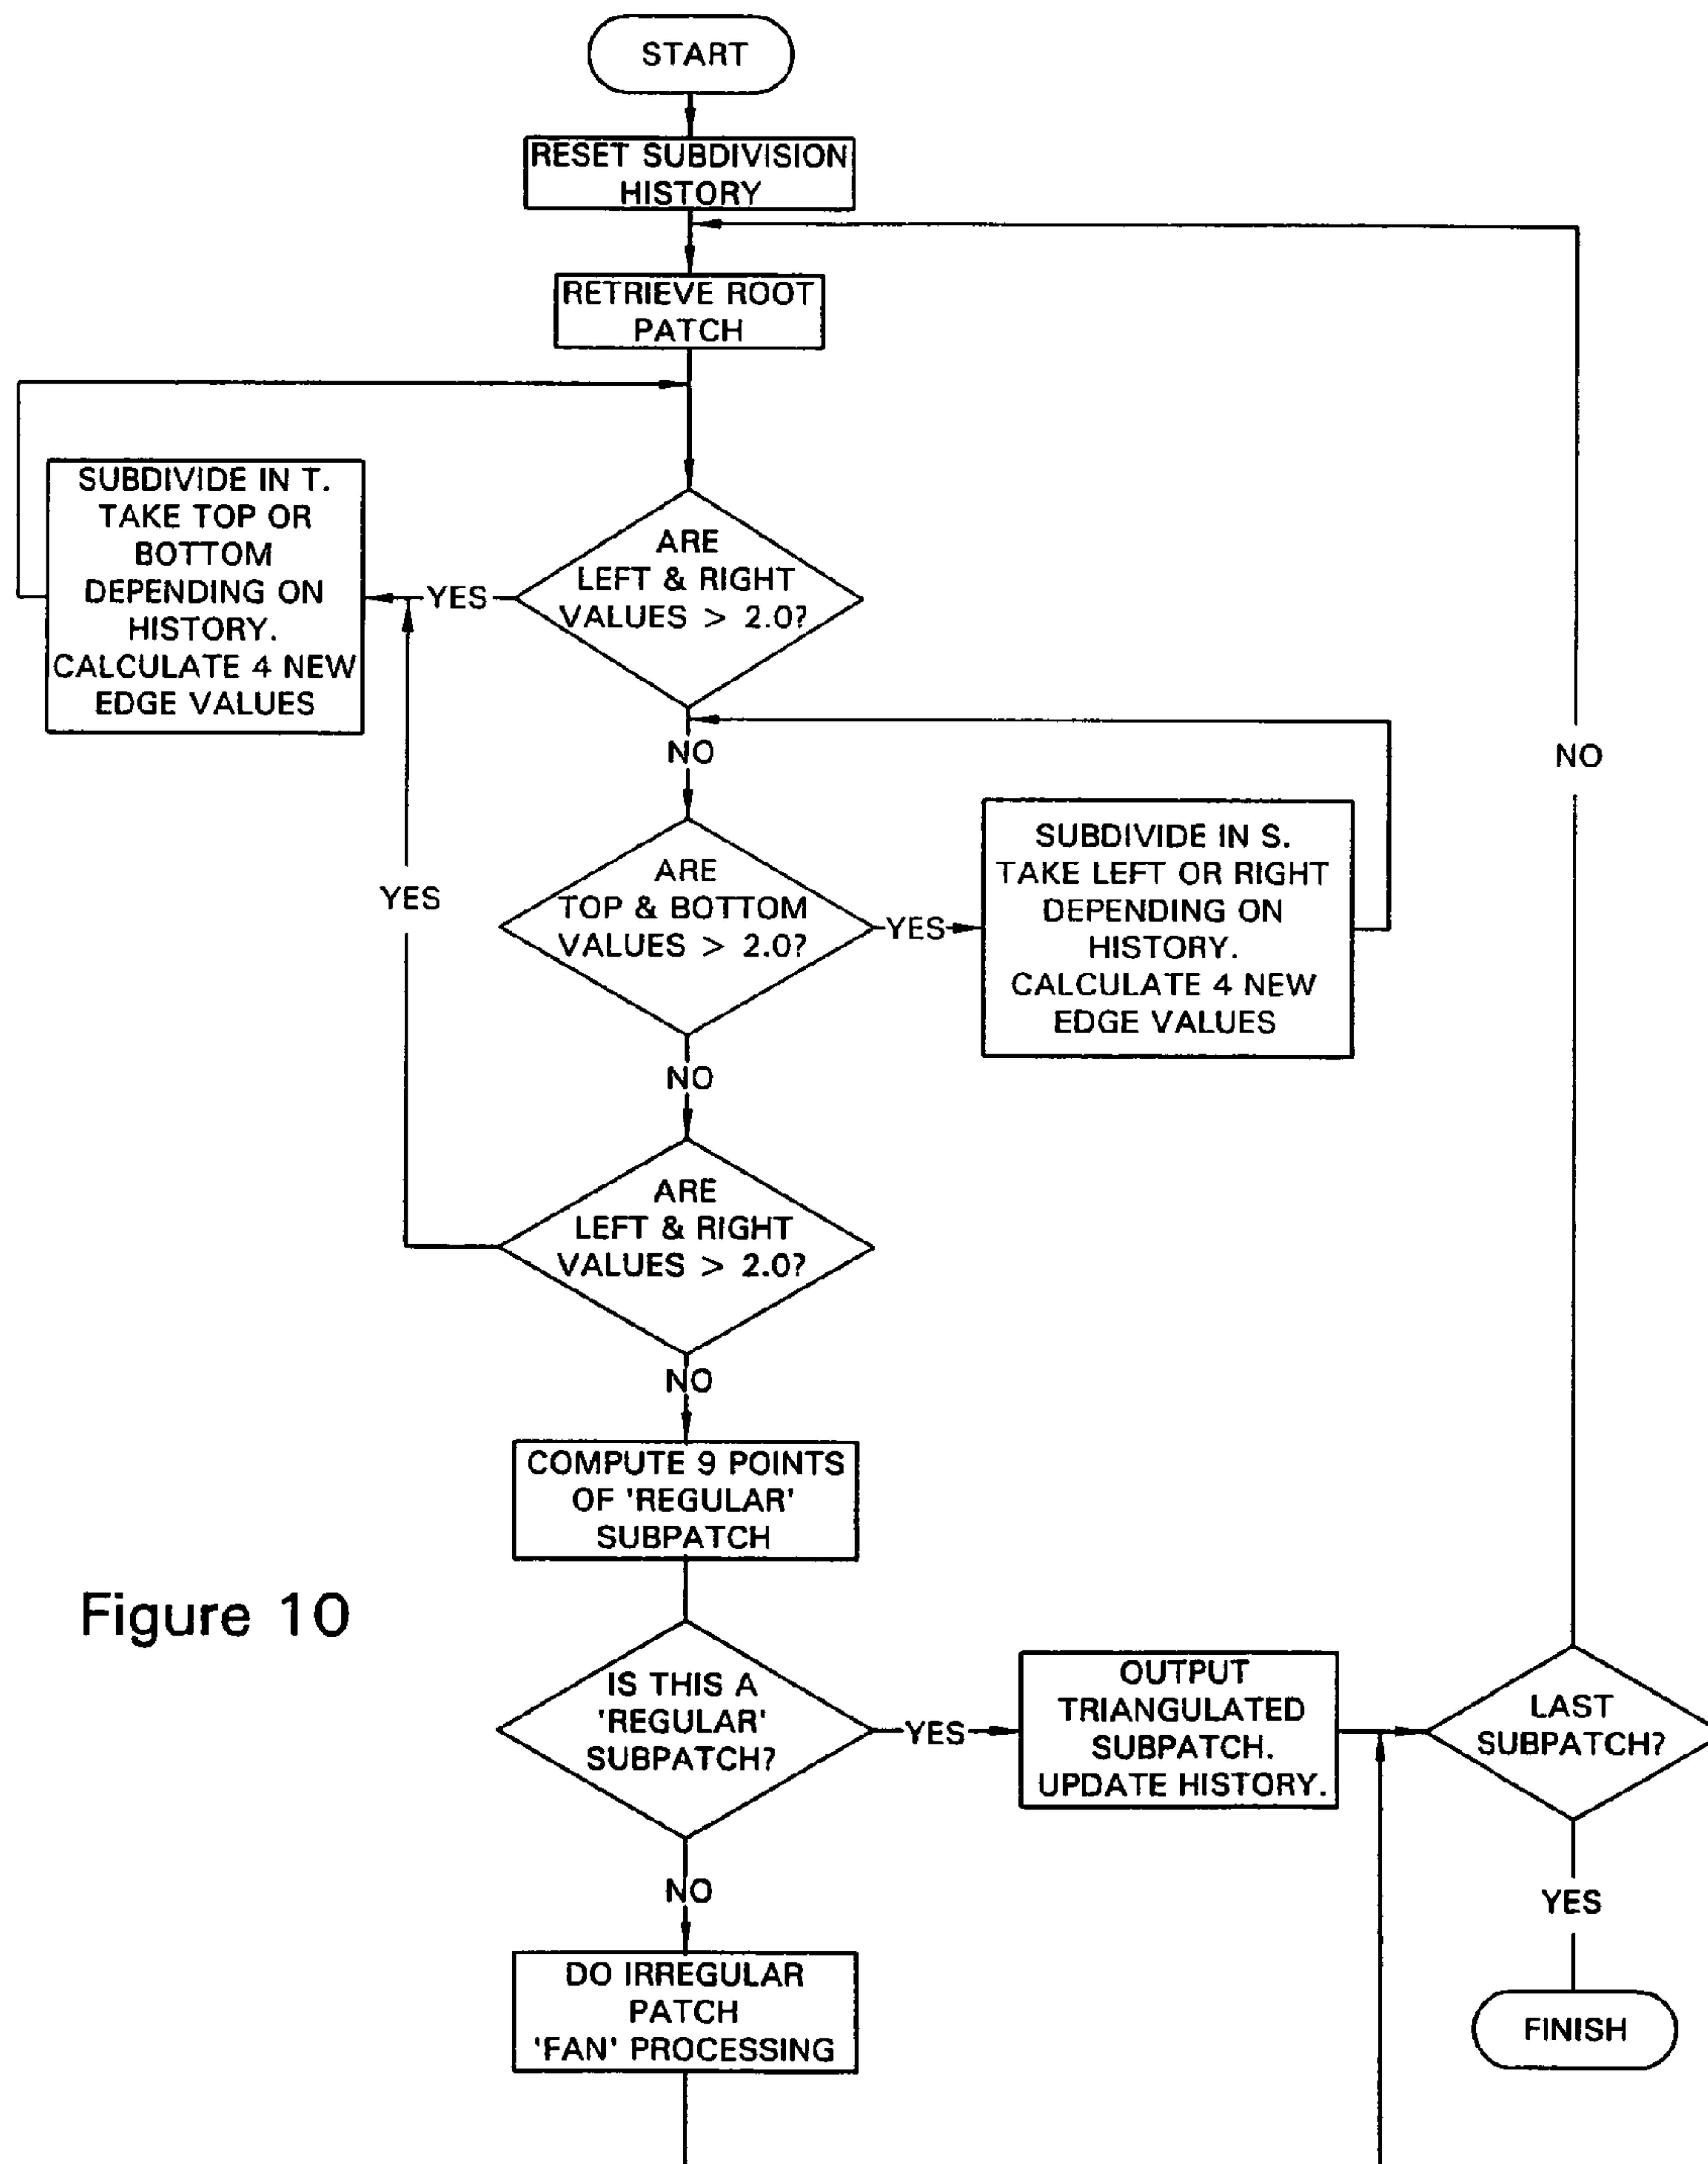 START
RESET SUBDIVISION
HISTORY
RETRIEVE ROOT
PATCH
SUBDIVIDE IN T.
TAKE TOP OR
BOTTOM
DEPENDING ON
HISTORY.
CALCULATE 4 NEW
EDGE VALUES
YES
ARE
LEFT & RIGHT
VALUES > 2.0?
NO
NO
YES
ARE
TOP & BOTTOM
VALUES > 2.0?
YES
SUBDIVIDE IN S.
TAKE LEFT OR RIGHT
DEPENDING ON
HISTORY.
CALCULATE 4 NEW
EDGE VALUES
NO
ARE
LEFT & RIGHT
VALUES > 2.0?
NO
COMPUTE 9 POINTS
OF 'REGULAR'
SUBPATCH
Figure 10
IS THIS A
'REGULAR'
SUBPATCH?
YES
OUTPUT
TRIANGULATED
SUBPATCH.
UPDATE HISTORY.
LAST
SUBPATCH?
NO
YES
DO IRREGULAR
PATCH
'FAN' PROCESSING
FINISH